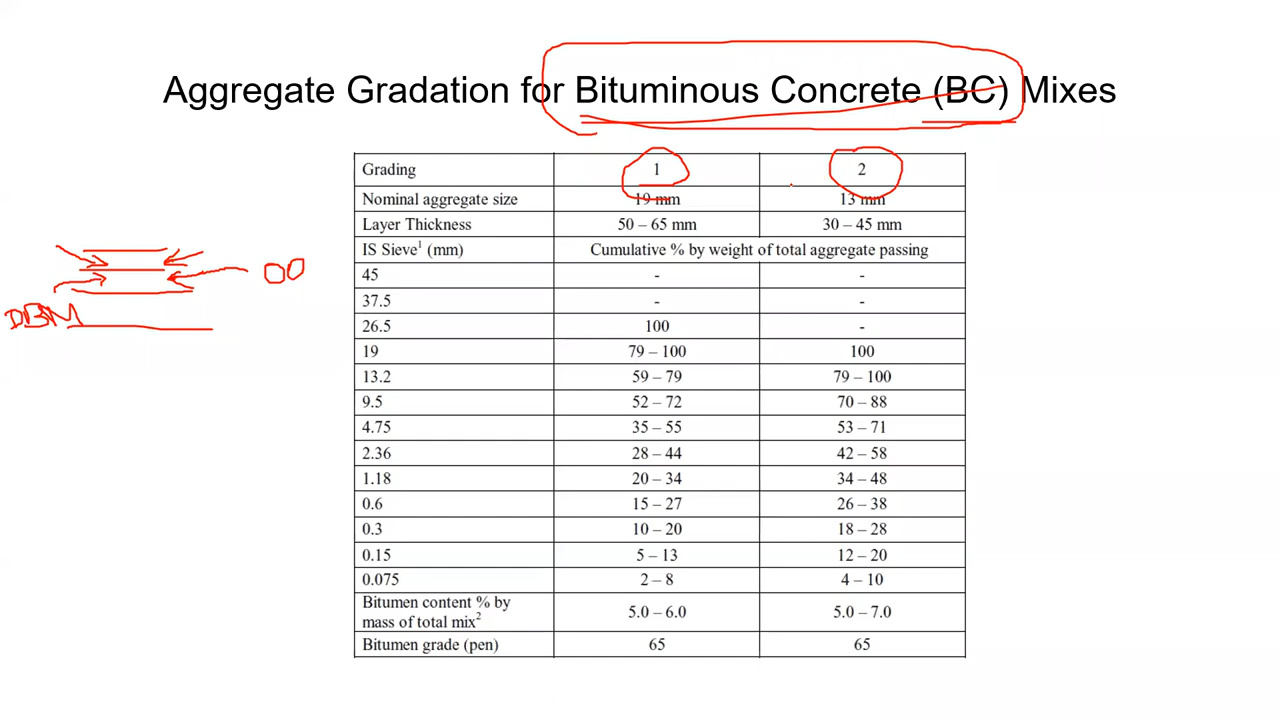 Aggregate Gradation for Bituminous Concrete (BC) Mixes
Grading 1 2
Nominal aggregate size 19 mm 13 mm
Layer Thickness 50 – 65 mm 30 – 45 mm
IS Sieve¹ (mm) Cumulative % by weight of total aggregate passing
45 - -
37.5 - -
26.5 100 -
19 79 – 100 100
13.2 59 – 79 79 – 100
9.5 52 – 72 70 – 88
4.75 35 – 55 53 – 71
2.36 28 – 44 42 – 58
1.18 20 – 34 34 – 48
0.6 15 – 27 26 – 38
0.3 10 – 20 18 – 28
0.15 5 – 13 12 – 20
0.075 2 – 8 4 – 10
Bitumen content % by
mass of total mix² 5.0 – 6.0 5.0 – 7.0
Bitumen grade (pen) 65 65
DBM